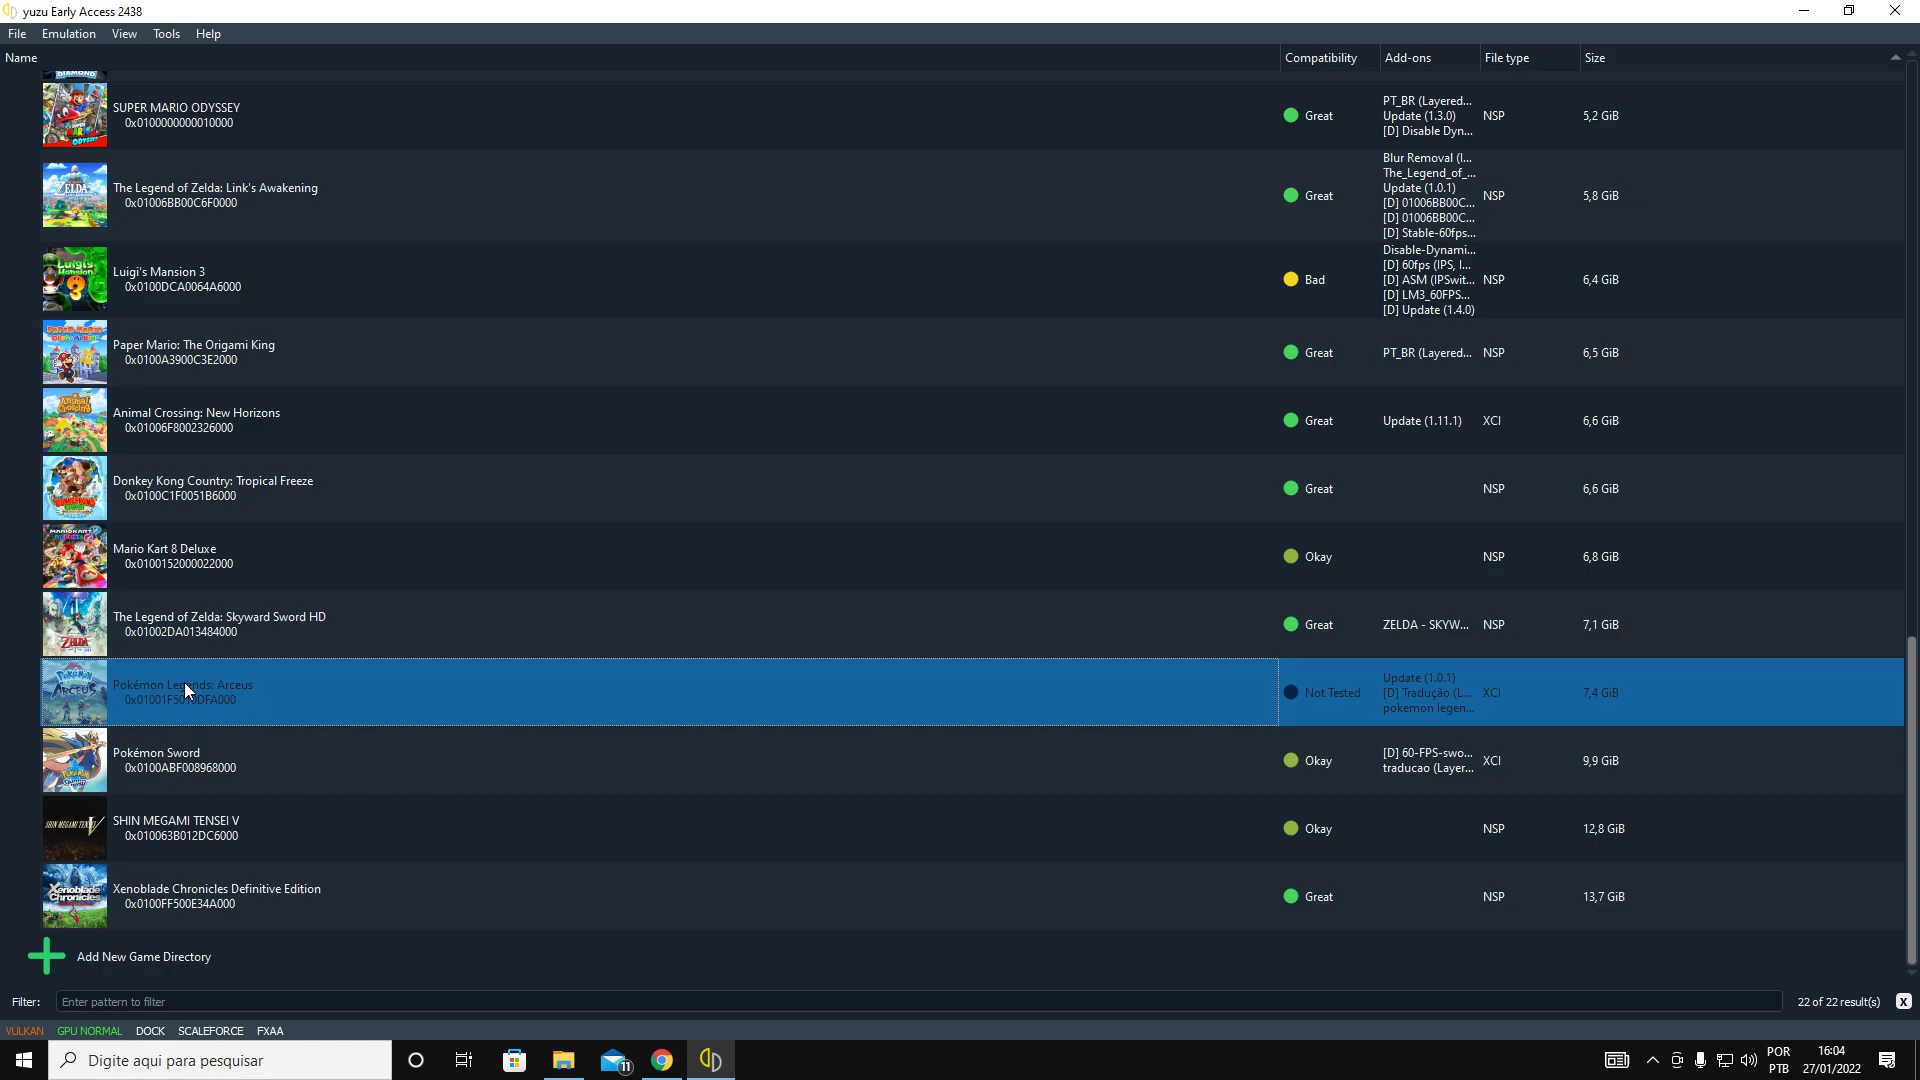 yuzu Early Access 2438
File Emulation View Tools Help
Name Compatibility Add-ons File type Size
DIAMOND
SUPER MARIO ODYSSEY
0x0100000000010000
Great
PT_BR (Layered...
Update (1.3.0)
[D] Disable Dyn...
NSP
5,2 GiB
The Legend of Zelda: Link's Awakening
0x01006BB00C6F0000
Great
Blur Removal (I...
The_Legend_of_...
Update (1.0.1)
[D] 01006BB00C...
[D] 01006BB00C...
[D] Stable-60fps...
NSP
5,8 GiB
Luigi's Mansion 3
0x0100DCA0064A6000
Bad
Disable-Dynami...
[D] 60fps (IPS, I...
[D] ASM (IPSwit...
[D] LM3_60FPS...
[D] Update (1.4.0)
NSP
6,4 GiB
Paper Mario: The Origami King
0x0100A3900C3E2000
Great
PT_BR (Layered...
NSP
6,5 GiB
Animal Crossing: New Horizons
0x01006F8002326000
Great
Update (1.11.1)
XCI
6,6 GiB
Donkey Kong Country: Tropical Freeze
0x0100C1F0051B6000
Great
NSP
6,6 GiB
Mario Kart 8 Deluxe
0x0100152000022000
Okay
NSP
6,8 GiB
The Legend of Zelda: Skyward Sword HD
0x01002DA013484000
Great
ZELDA - SKYW...
NSP
7,1 GiB
Pokémon Legends: Arceus
Not Tested
Update (1.0.1)
[D] Tradução (L...
pokemon legen...
XCI
7,4 GiB
Pokémon Sword
0x0100ABF008968000
Okay
[D] 60-FPS-swo...
traducao (Layer...
XCI
9,9 GiB
SHIN MEGAMI TENSEI V
0x010063B012DC6000
Okay
NSP
12,8 GiB
Xenoblade Chronicles Definitive Edition
0x0100FF500E34A000
Great
NSP
13,7 GiB
Add New Game Directory
Filter: Enter pattern to filter 22 of 22 result(s) X
VULKAN GPU NORMAL DOCK SCALEFORCE FXAA
Digite aqui para pesquisar
11
POR
PTB
16:04
27/01/2022